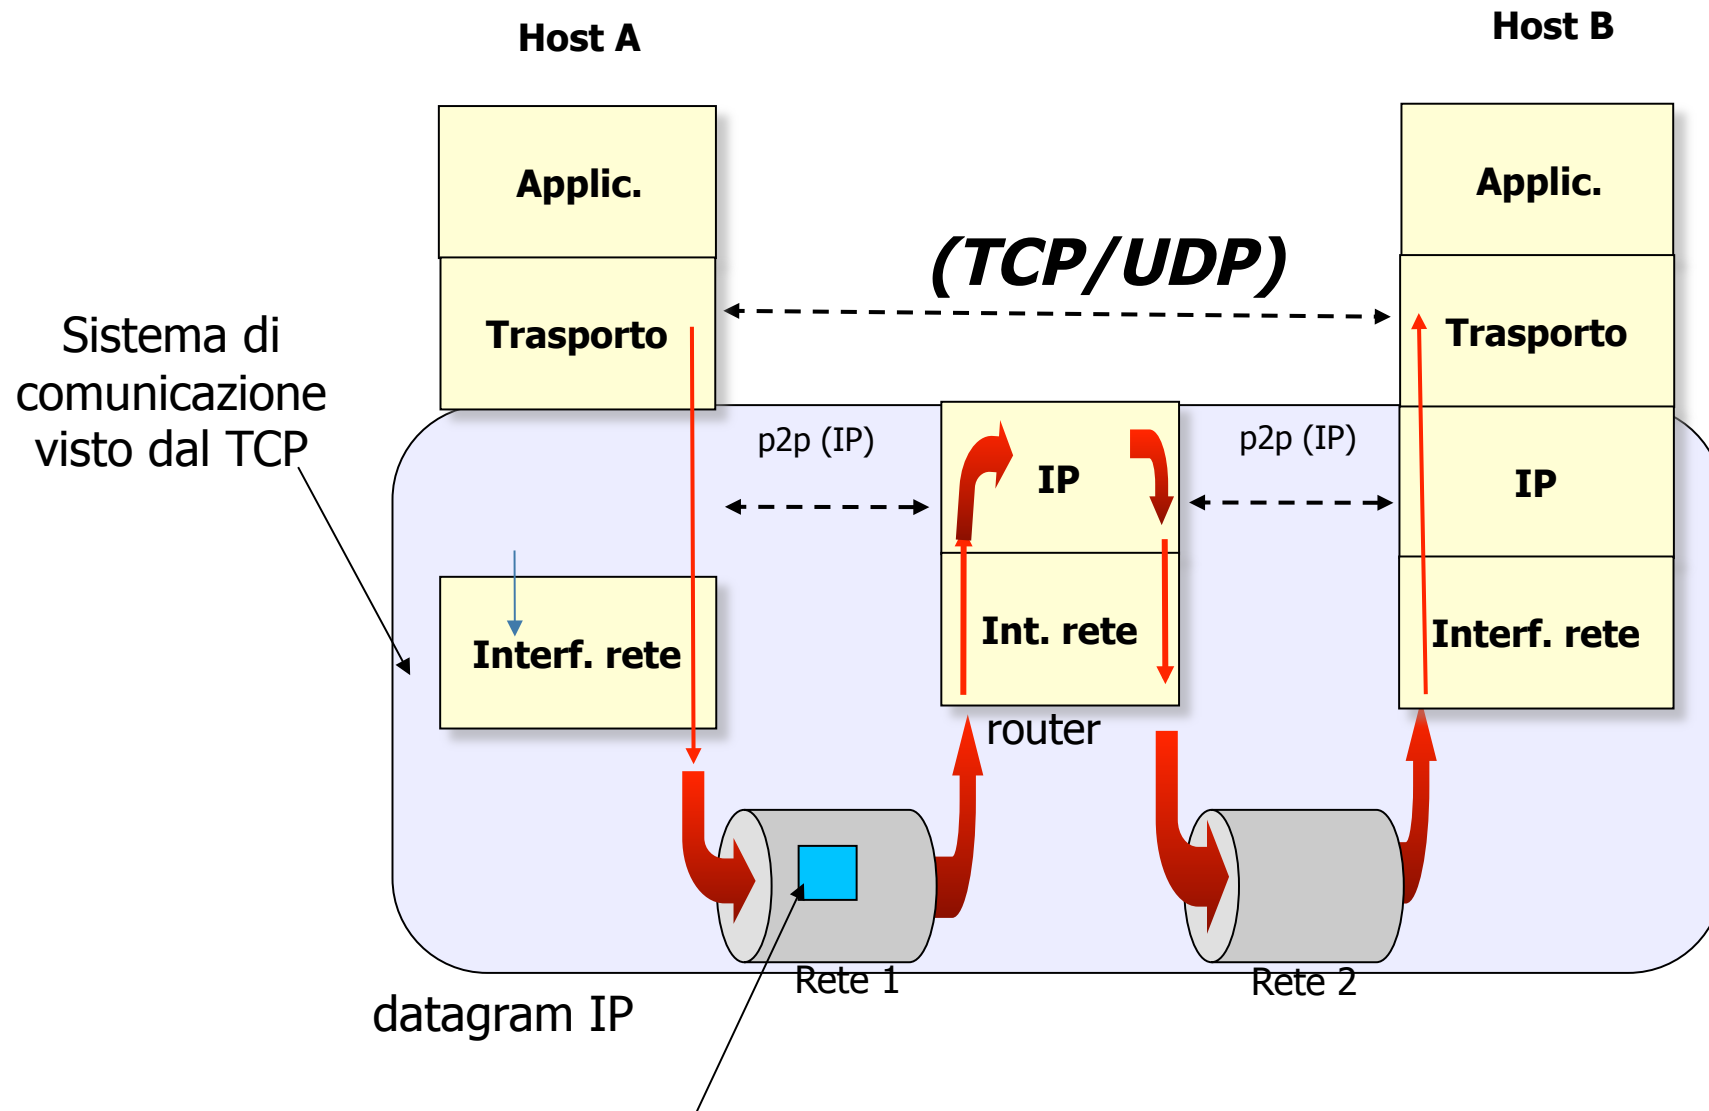 Host A
Host B
Applic.
Applic.
(TCP/UDP)
Trasporto
Trasporto
Sistema di
comunicazione
visto dal TCP
p2p (IP)
p2p (IP)
IP
IP
Interf. rete
Int. rete
Interf. rete
router
Rete 1
Rete 2
datagram IP